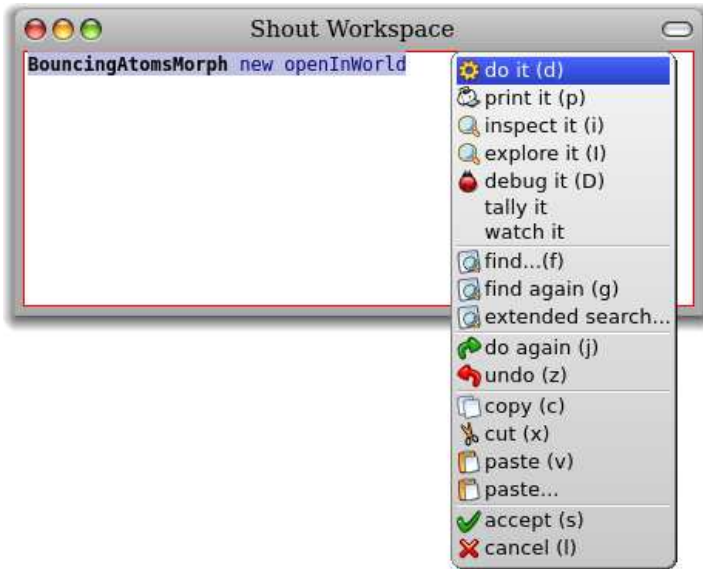 Shout Workspace
BouncingAtomsMorph new openInWorld
do it (d)
print it (p)
inspect it (i)
explore it (I)
debug it (D)
tally it
watch it
find...(f)
find again (g)
extended search...
do again (j)
undo (z)
copy (c)
cut (x)
paste (v)
paste...
accept (s)
cancel (l)